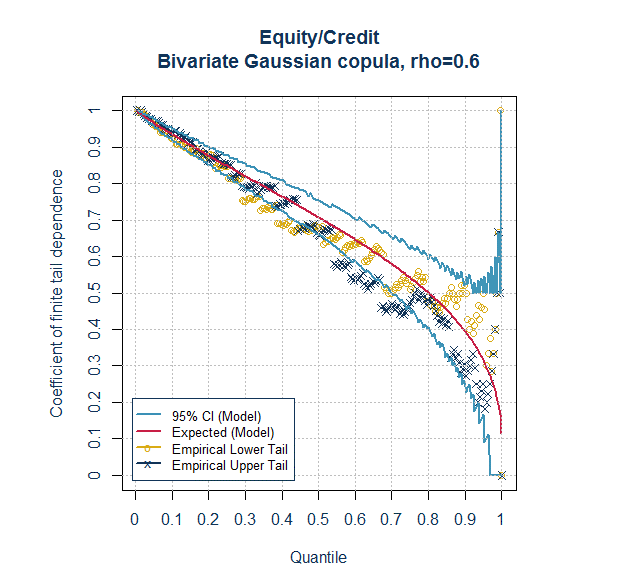 Equity/Credit
Bivariate Gaussian copula, rho=0.6
Coefficient of finite tail dependence
1
0.9
0.8
0.7
0.6
0.5
0.4
0.3
0.2
0.1
0
95% CI (Model)
Expected (Model)
Empirical Lower Tail
Empirical Upper Tail
0 0.1 0.2 0.3 0.4 0.5 0.6 0.7 0.8 0.9 1
Quantile